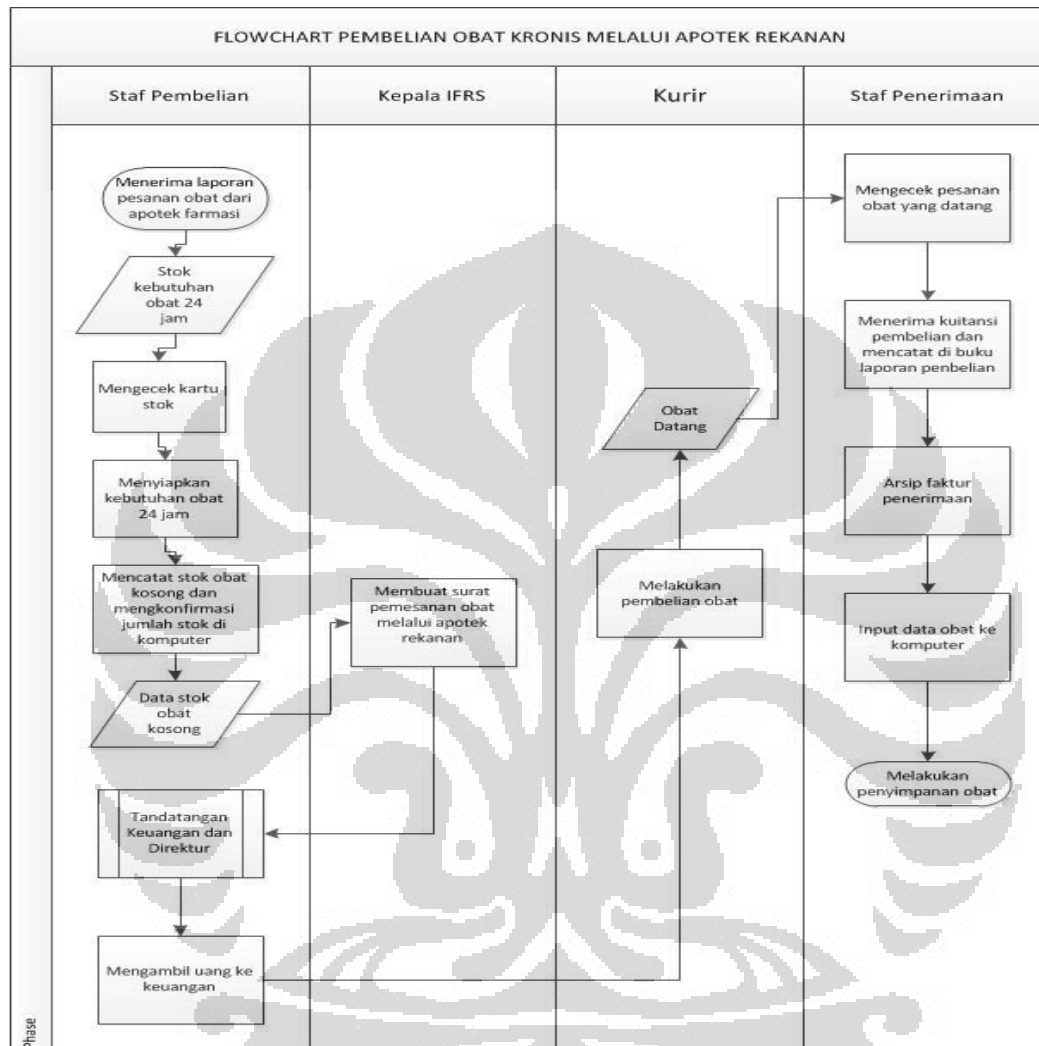 FLOWCHART PEMBELIAN OBAT KRONIS MELALUI APOTEK REKANAN
Staf Pembelian
Kepala IFRS
Kurir
Staf Penerimaan
Menerima laporan
pesanan obat dari
apotek farmasi
Stok
kebutuhan
obat 24
jam
Mengecek kartu
stok
Menyiapkan
kebutuhan obat
24 jam
Mencatat stok obat
kosong dan
mengkonfirmasi
jumlah stok di
komputer
Data stok
obat
kosong
Membuat surat
pemesanan obat
melalui apotek
rekanan
Tandatangan
Keuangan dan
Direktur
Mengambil uang ke
keuangan
Melakukan
pembelian obat
Obat
Datang
Mengecek pesanan
obat yang datang
Menerima kuitansi
pembelian dan
mencatat di buku
laporan penbelian
Arsip faktur
penerimaan
Input data obat ke
komputer
Melakukan
penyimpanan obat
Phase